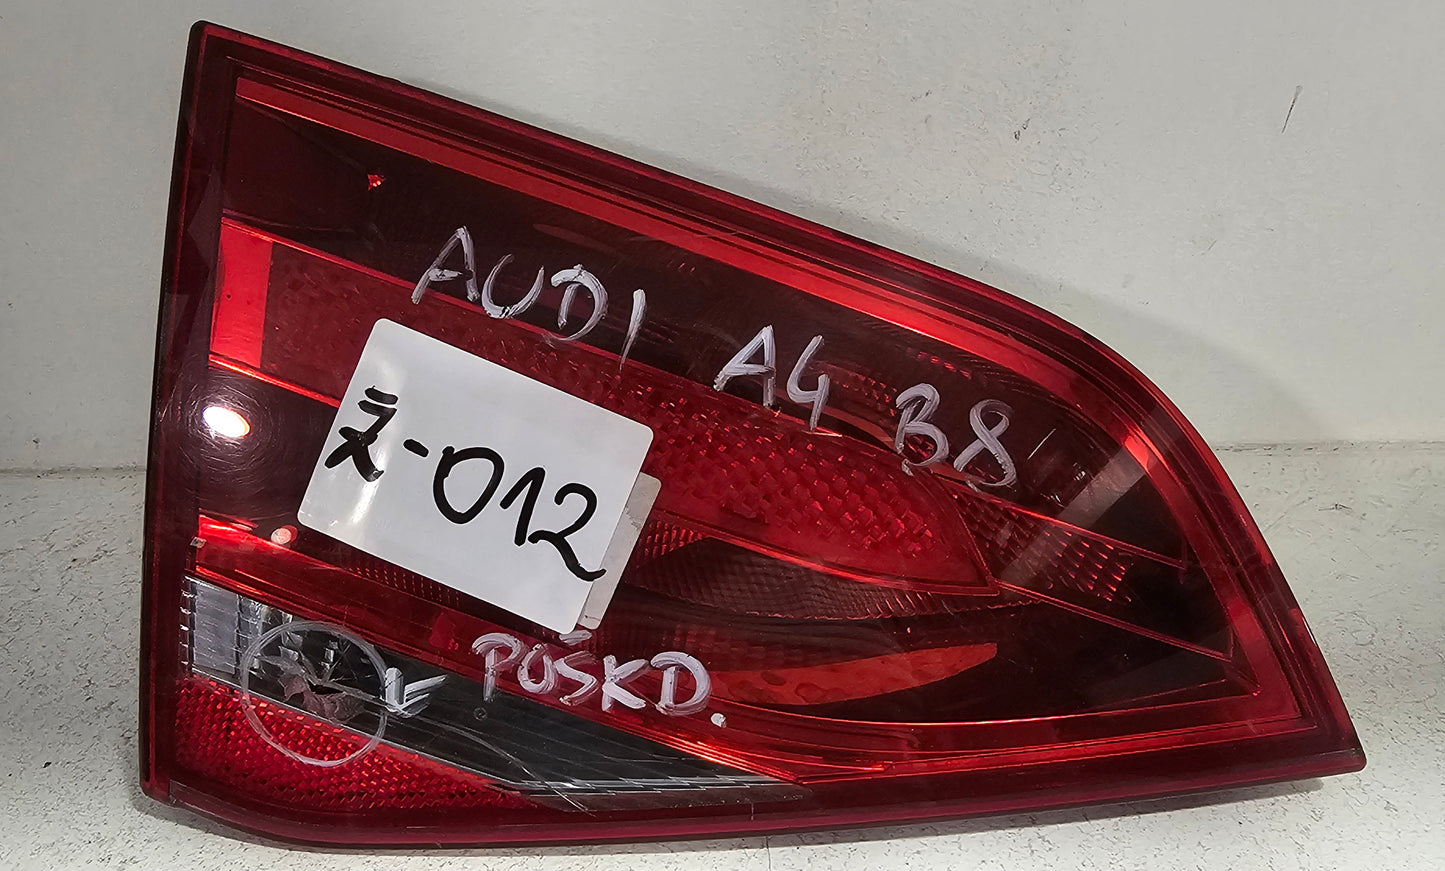 AUDI A4 B8
Ž-012
POŠKD.